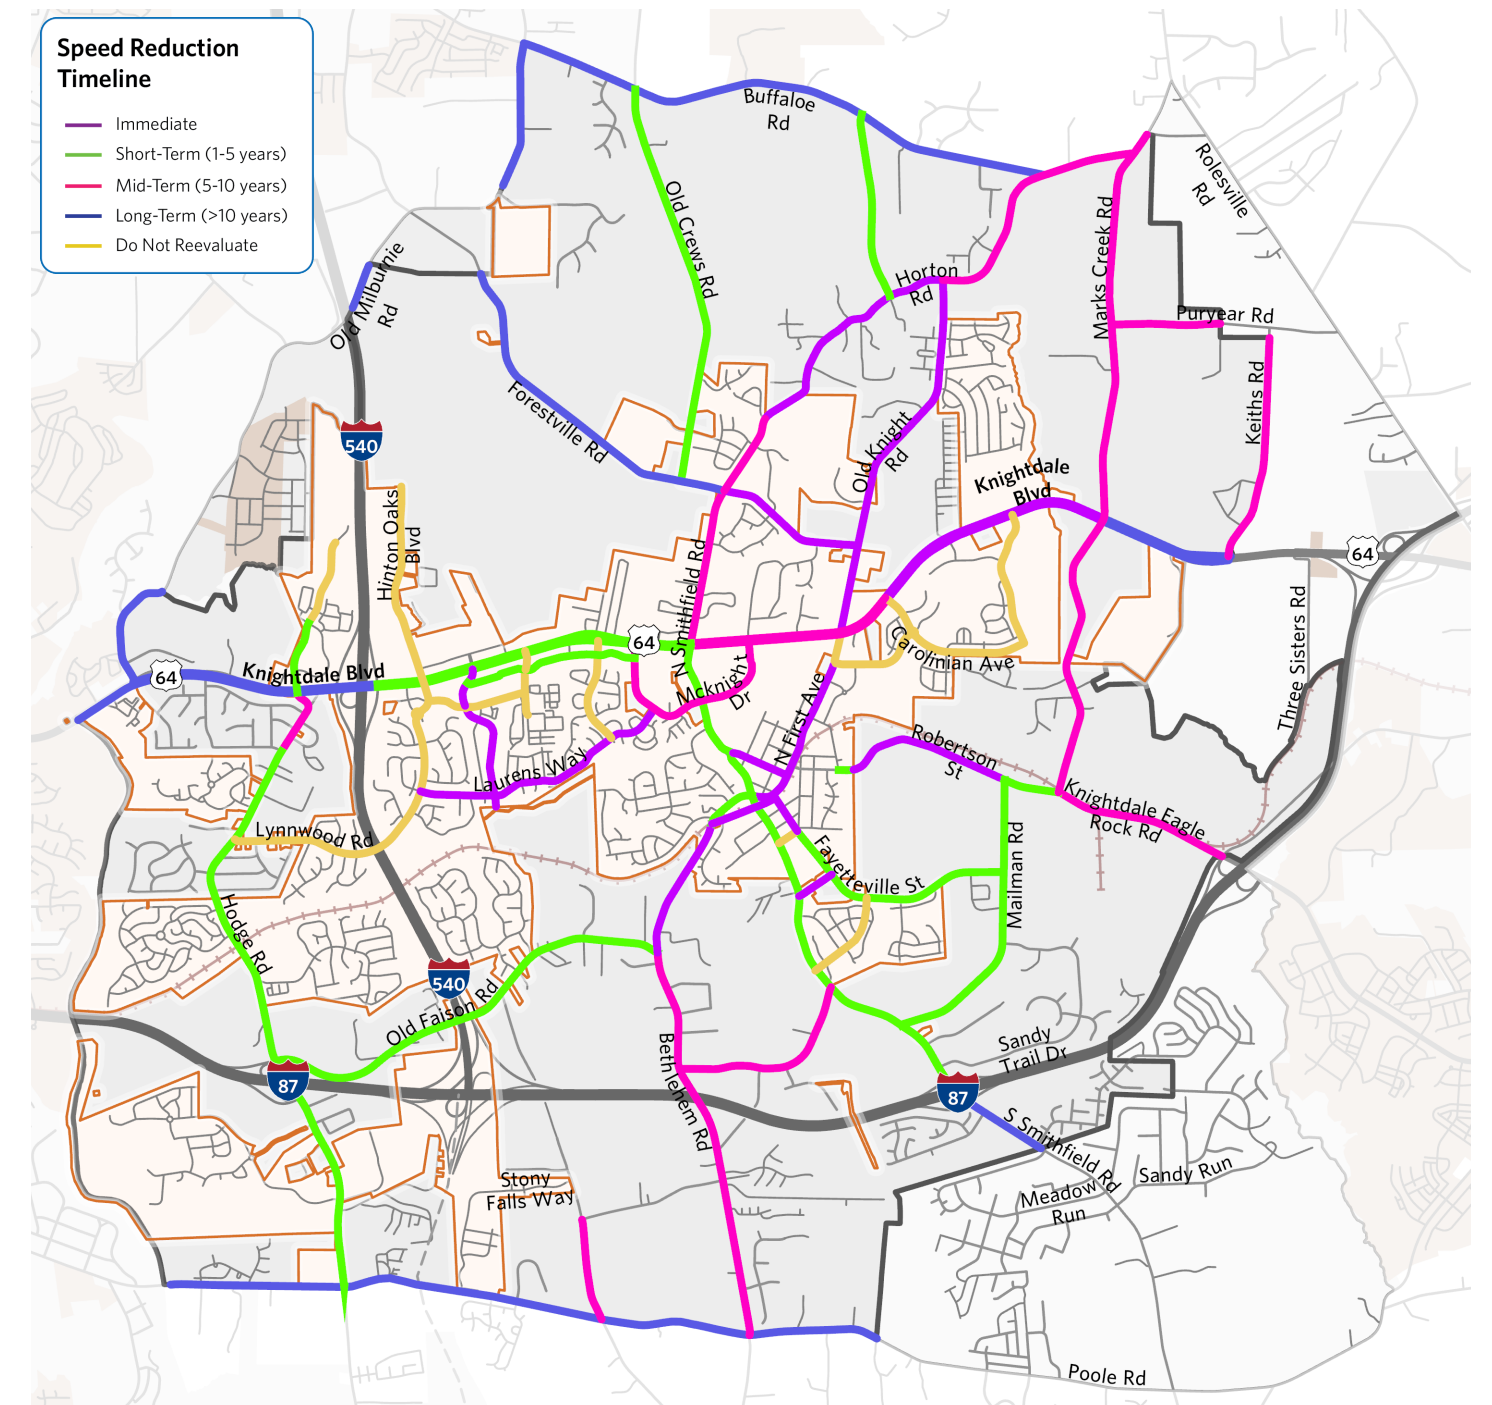 Speed Reduction
Timeline
Immediate
Short-Term (1-5 years)
Mid-Term (5-10 years)
Long-Term (>10 years)
Do Not Reevaluate
Buffaloe
Rd
Rolesville
Rd
Old Crews Rd
Marks Creek Rd
Old Milburnie
Rd
Horton
Rd
Puryear Rd
Keiths Rd
Forestville Rd
540
Old Knight
Rd
Knightdale
Blvd
Hinton Oaks
Blvd
64
N Smithfield Rd
64
Three Sisters Rd
64
Knightdale Blvd
Carolinian Ave
Mcknight
Dr
N First Ave
Robertson
St
Laurens Way
Knightdale Eagle
Rock Rd
Lynnwood Rd
Fayetteville St
Mailman Rd
Hodge Rd
540
Old Faison Rd
Bethlehem Rd
Sandy
Trail Dr
87
87
S Smithfield Rd
Stony
Falls Way
Sandy Run
Meadow
Run
Poole Rd